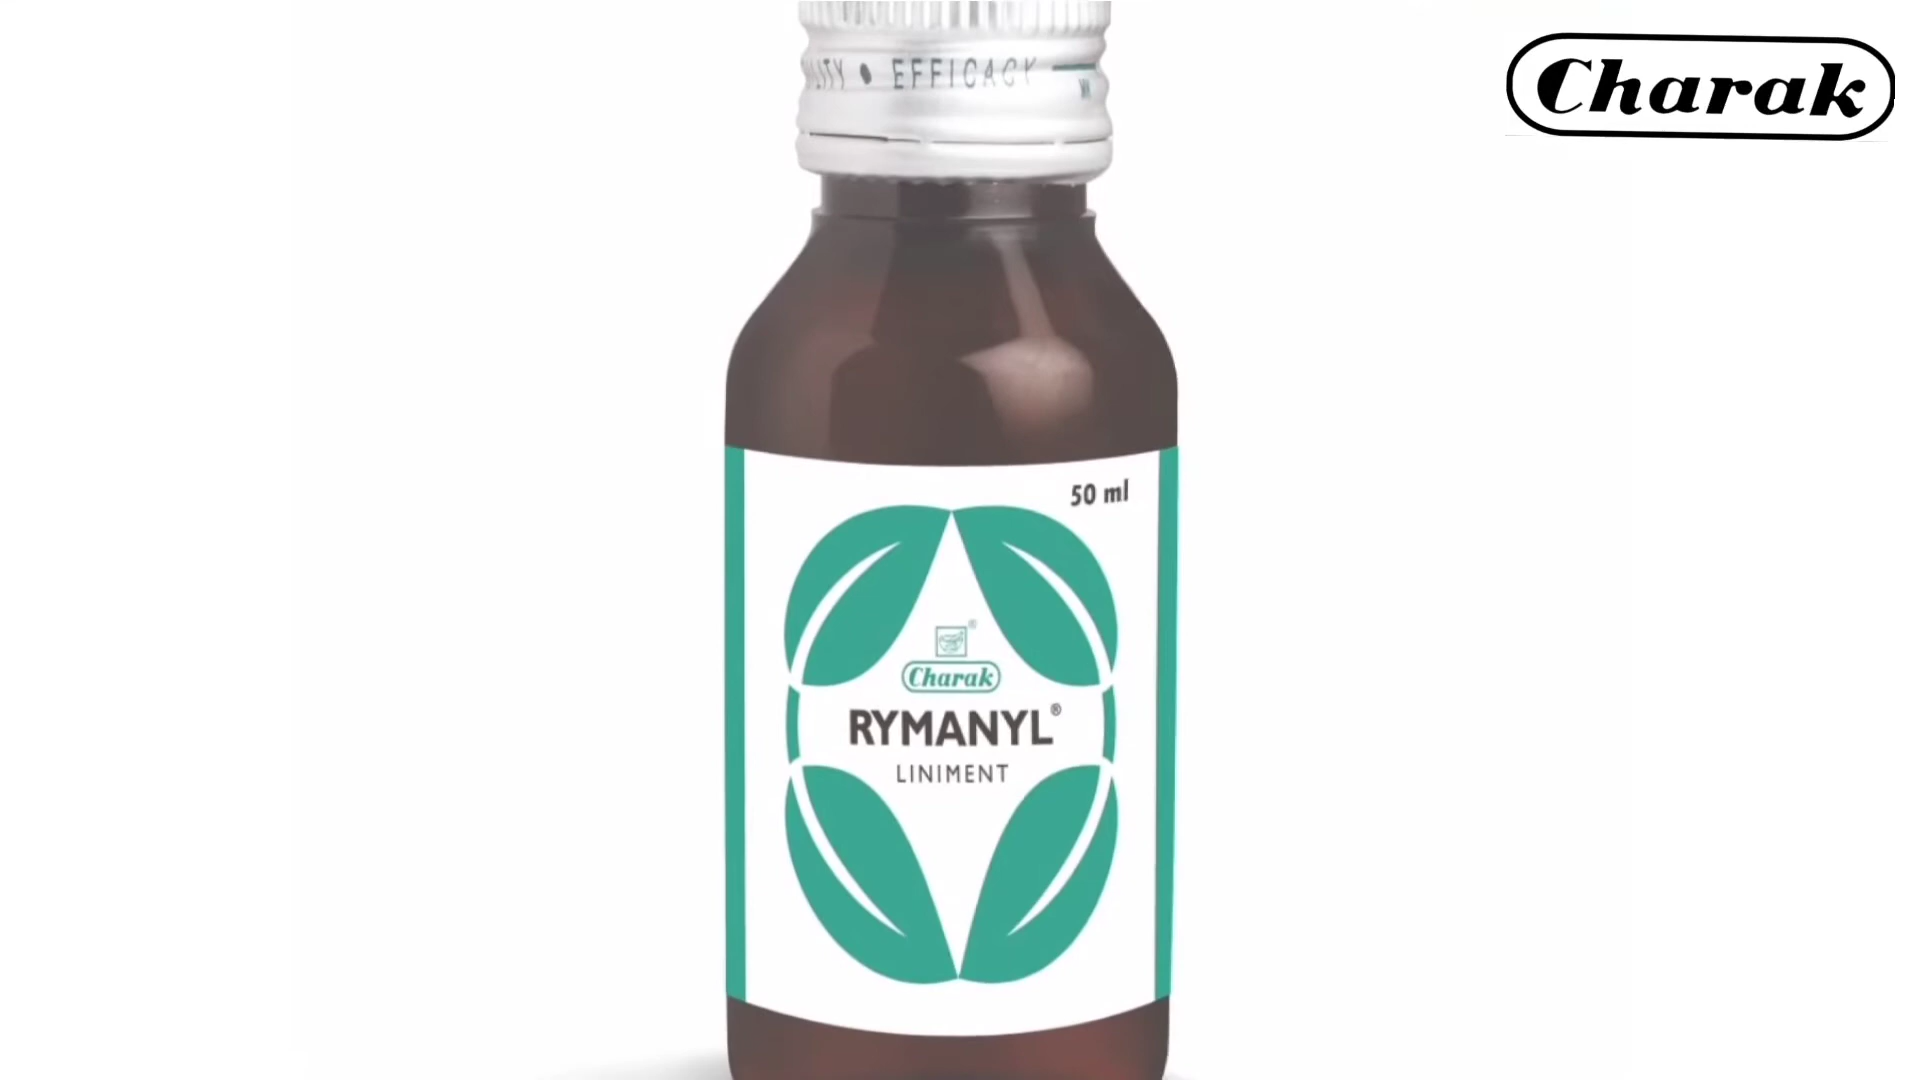 EFFICACY
Charak
50 ml
Charak
RYMANYL®
LINIMENT